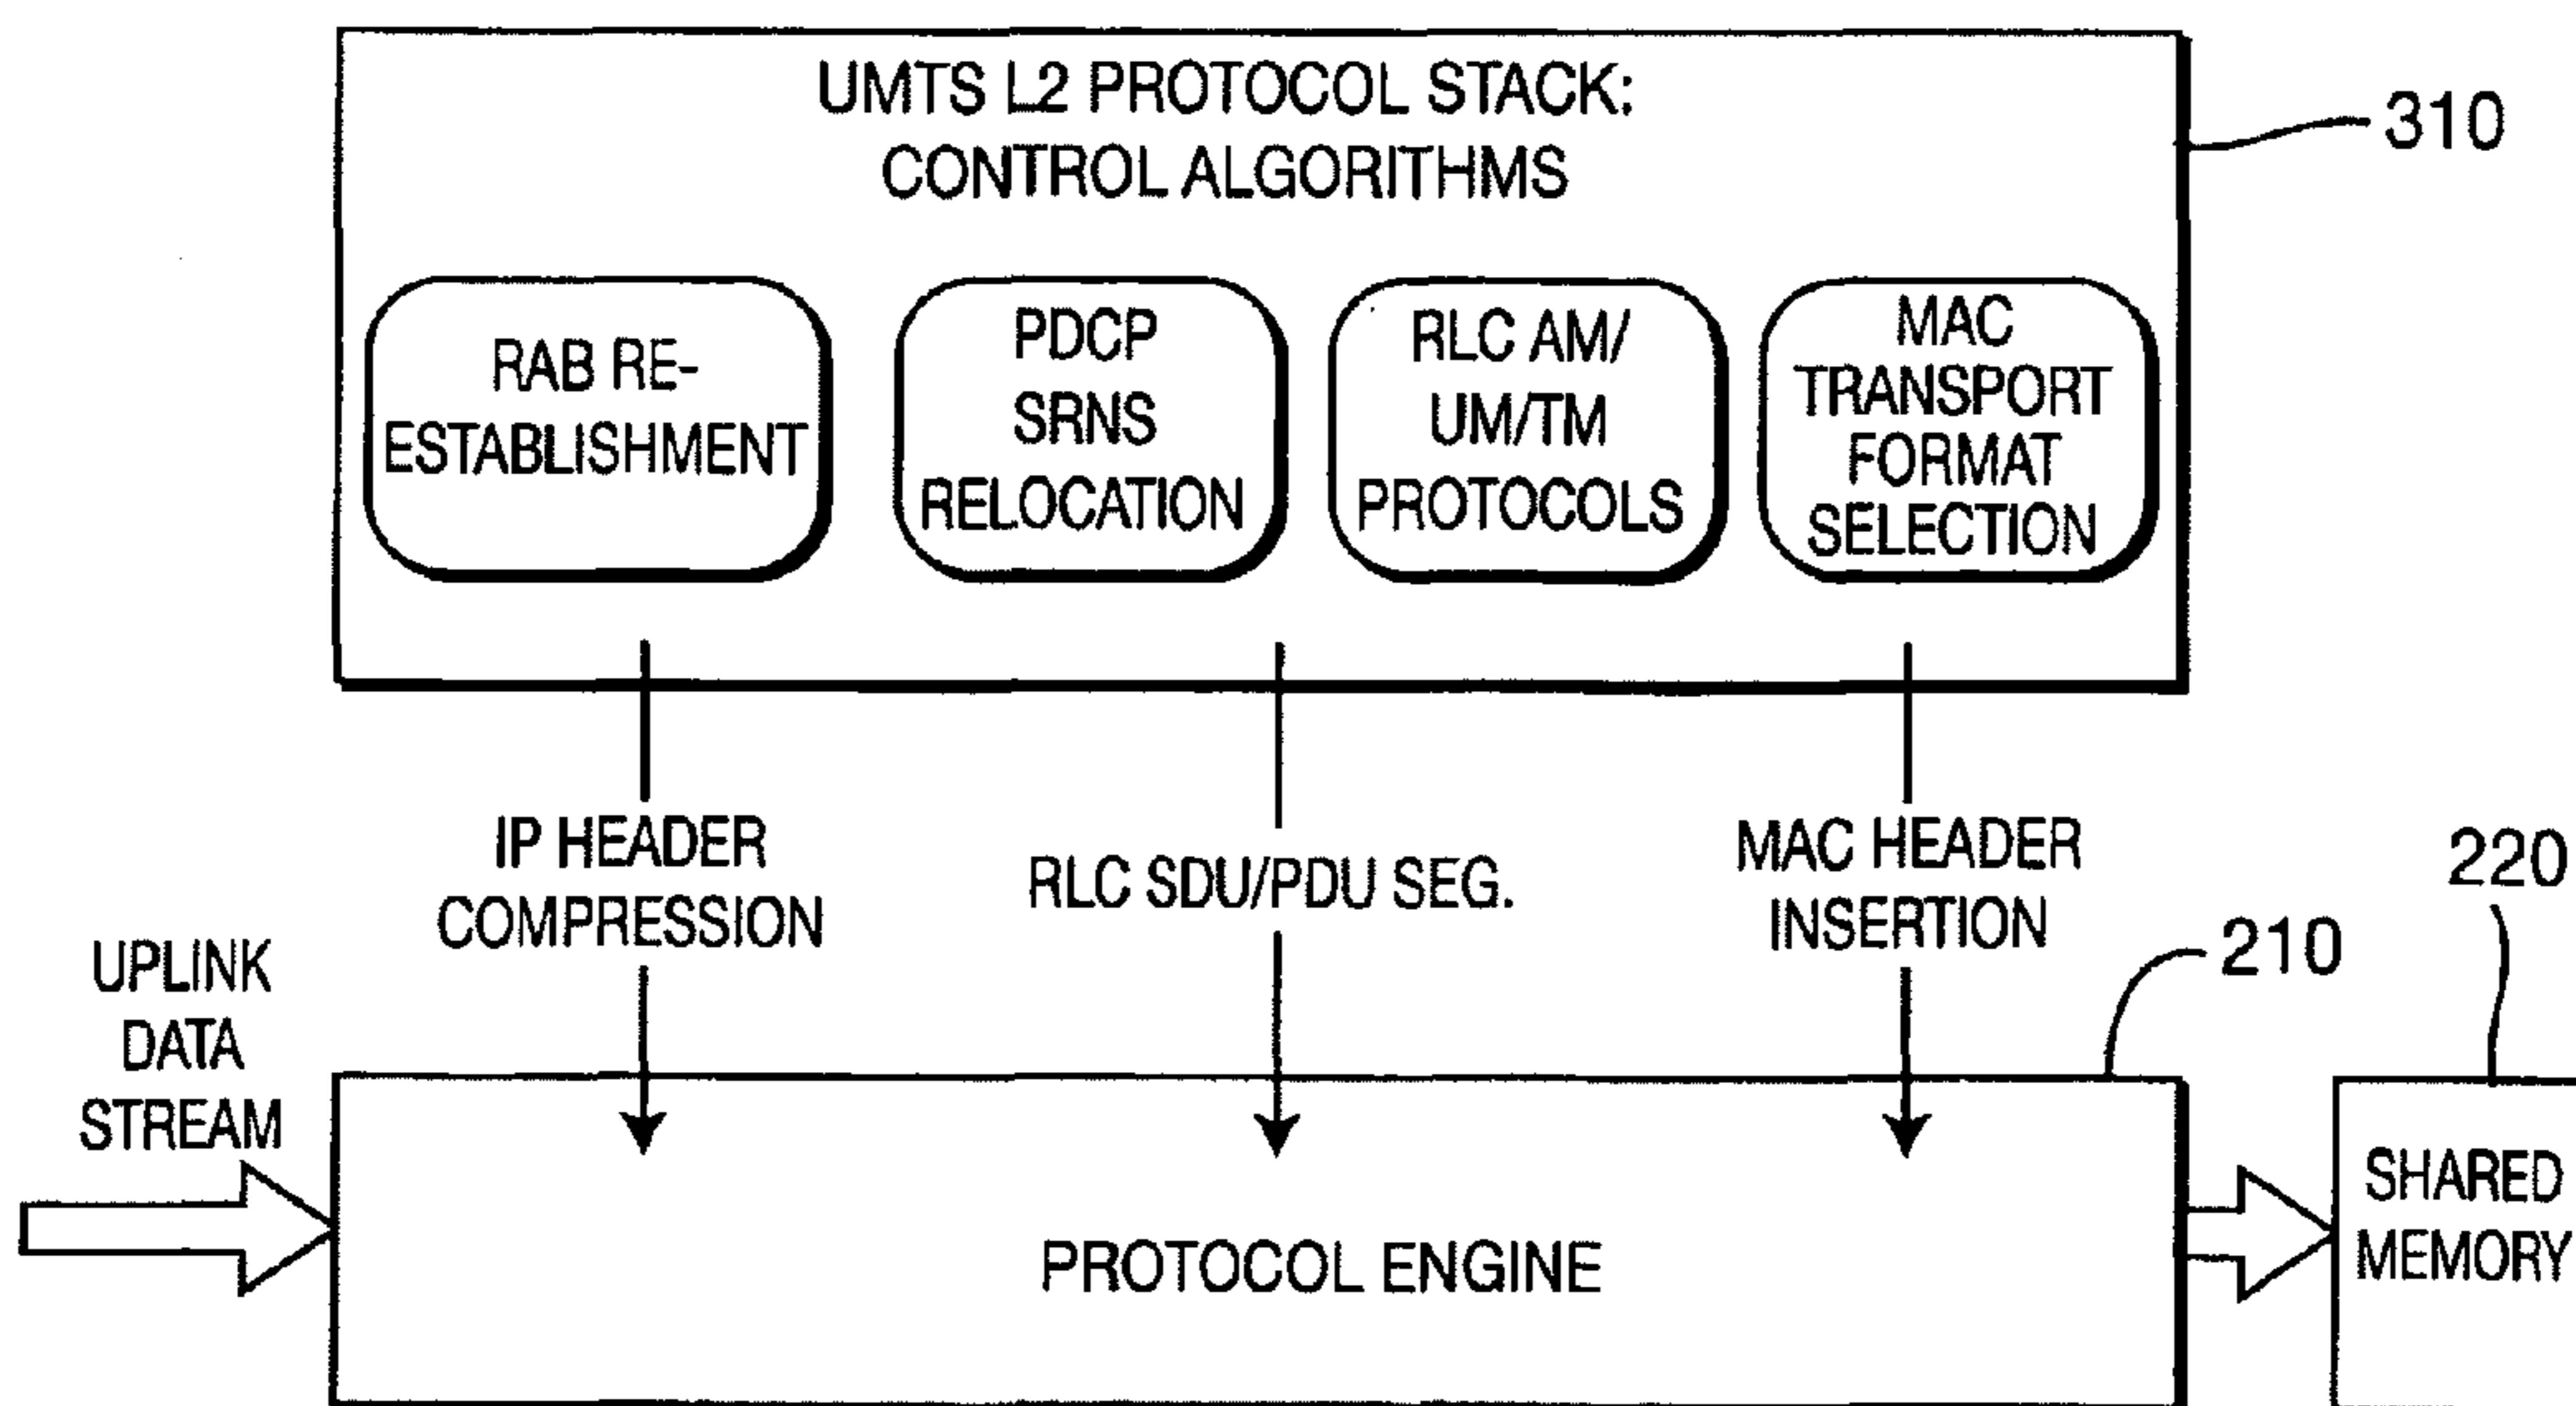 UMTS L2 PROTOCOL STACK:
CONTROL ALGORITHMS
310
RAB RE-
ESTABLISHMENT
PDCP
SRNS
RELOCATION
RLC AM/
UM/TM
PROTOCOLS
MAC
TRANSPORT
FORMAT
SELECTION
IP HEADER
COMPRESSION
RLC SDU/PDU SEG.
MAC HEADER
INSERTION
220
210
UPLINK
DATA
STREAM
PROTOCOL ENGINE
SHARED
MEMORY